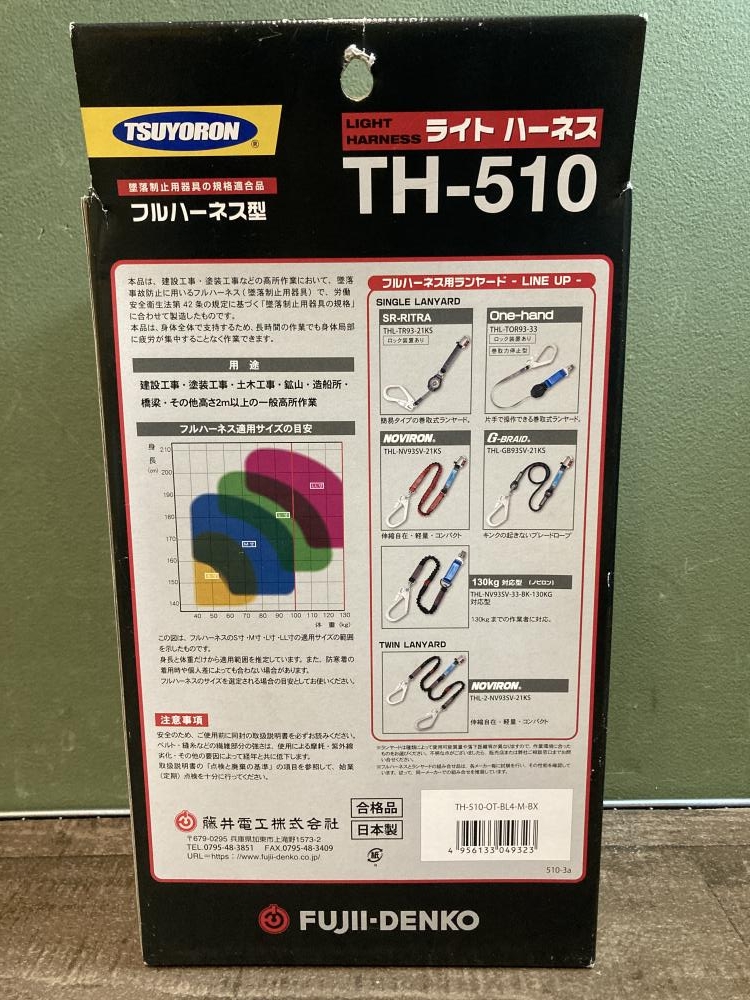 TSUYORON
LIGHT HARNESS ライト ハーネス
TH-510
墜落制止用器具の規格適合品
フルハーネス型
本品は、建設工事・塗装工事などの高所作業において、墜落
事故防止に用いるフルハーネス(墜落制止用器具)で、労働
安全衛生法第42条の規定に基づく「墜落制止用器具の規格」
に合わせて製造したものです。
本品は、身体全体で支持するため、長時間の作業でも身体局部
に疲労が集中することなく作業できます。
用途
建設工事・塗装工事・土木工事・鉱山・造船所・
橋梁・その他高さ2m以上の一般高所作業
フルハーネス適用サイズの目安
身長(cm)
210
200
190
180
170
160
150
140
40 50 60 70 80 90 100 110 120 130
体 重(kg)
この図は、フルハーネスのS寸・M寸・L寸・LL寸の適用サイズの範囲
を示したものです。
身長と体重だけから適用範囲を推定しています。また、防寒着の
着用時や個人差によっても合わない場合があります。
フルハーネスのサイズを選定される場合の目安としてお使いください。
注意事項
安全のため、ご使用前に同封の取扱説明書を必ずお読みください。
ベルト・縫糸などの繊維部分の強さは、使用による摩耗・紫外線
劣化・その他の要因によって経年と共に低下します。
取扱説明書の「点検と廃棄の基準」の項目を参照して、始業
(定期)点検を十分に行ってください。
藤井電工株式会社
〒679-0295 兵庫県加東市上滝野1573-2
TEL.0795-48-3851 FAX.0795-48-3409
URL=https://www.fujii-denko.co.jp/
合格品
日本製
紙
フルハーネス用ランヤード - LINE UP -
SINGLE LANYARD
SR-RITRA
THL-TR93-21KS
ロック装置あり
簡易タイプの巻取式ランヤード。
One-hand
THL-TOR93-33
ロック装置あり
巻取力停止型
片手で操作できる巻取式ランヤード。
NOVIRON®
THL-NV93SV-21KS
伸縮自在・軽量・コンパクト
G-BRAID®
THL-GB93SV-21KS
キンクの起きないブレードロープ
130kg 対応型(ノビロン)
THL-NV93SV-33-BK-130KG
対応型
130kgまでの作業者に対応。
TWIN LANYARD
NOVIRON®
THL-2-NV93SV-21KS
伸縮自在・軽量・コンパクト
TH-510-OT-BL4-M-BX
4 956133 049323
510-3a
FUJII-DENKO